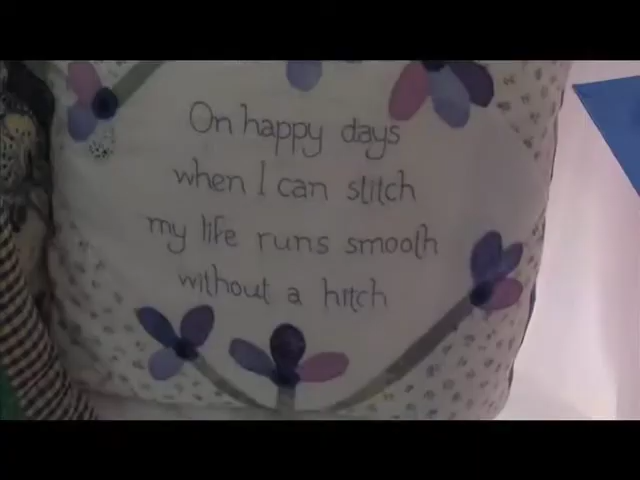 On happy days
when I can stitch
my life runs smooth
without a hitch